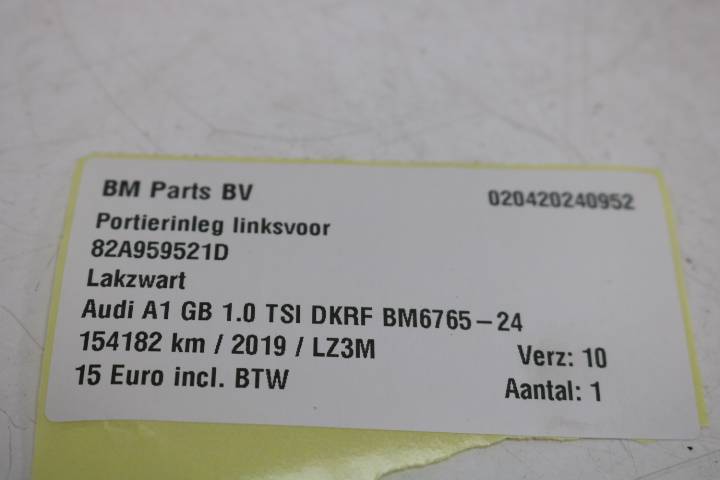 BM Parts BV 020420240952
Portierinleg linksvoor
82A959521D
Lakzwart
Audi A1 GB 1.0 TSI DKRF BM6765-24
154182 km / 2019 / LZ3M Verz: 10
15 Euro incl. BTW Aantal: 1